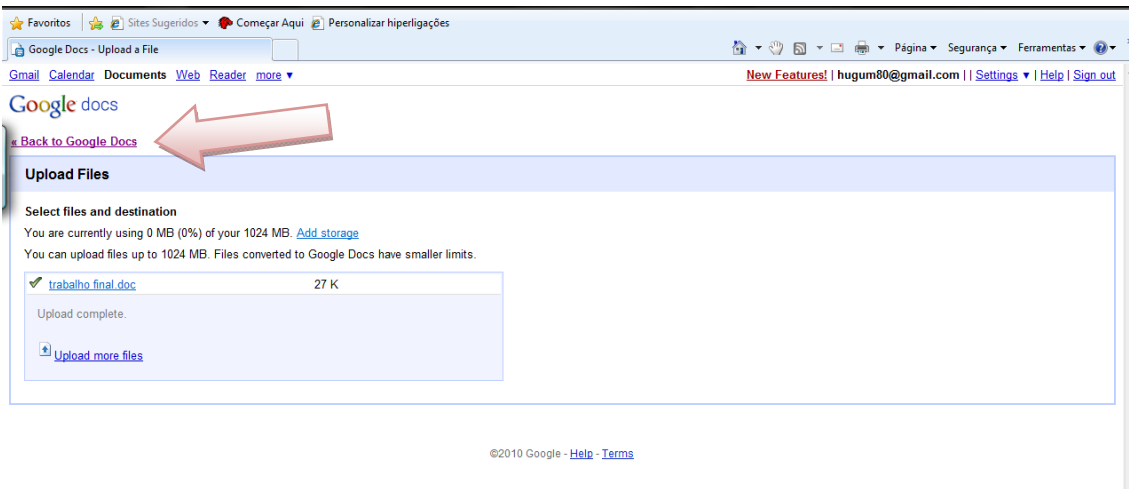 Favoritos Sites Sugeridos ▾ Começar Aqui Personalizar hiperligações
Google Docs - Upload a File Página ▾ Segurança ▾ Ferramentas ▾
Gmail Calendar Documents Web Reader more ▼ New Features! | hugum80@gmail.com | | Settings ▼ | Help | Sign out
Google docs
« Back to Google Docs
Upload Files
Select files and destination
You are currently using 0 MB (0%) of your 1024 MB. Add storage
You can upload files up to 1024 MB. Files converted to Google Docs have smaller limits.
trabalho final.doc 27 K
Upload complete.
Upload more files
©2010 Google - Help - Terms